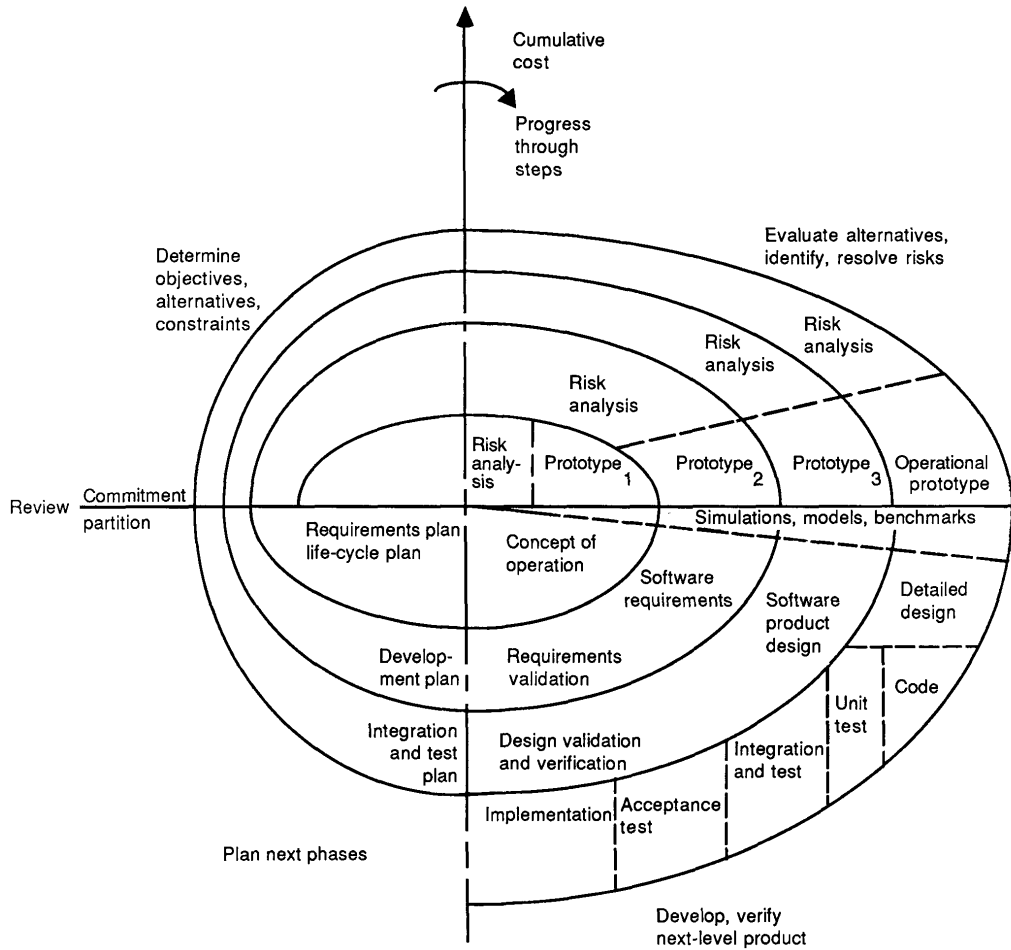 Cumulative
cost
Progress
through
steps
Evaluate alternatives,
identify, resolve risks
Determine
objectives,
alternatives,
constraints
Risk
analysis
Risk
analysis
Risk
analysis
Risk
analy-
sis
Prototype 1
Prototype 2
Prototype 3
Operational
prototype
Review
Commitment
partition
Simulations, models, benchmarks
Requirements plan
life-cycle plan
Concept of
operation
Software
requirements
Software
product
design
Detailed
design
Develop-
ment plan
Requirements
validation
Code
Unit
test
Integration
and test
plan
Design validation
and verification
Integration
and test
Acceptance
test
Implementation
Plan next phases
Develop, verify
next-level product